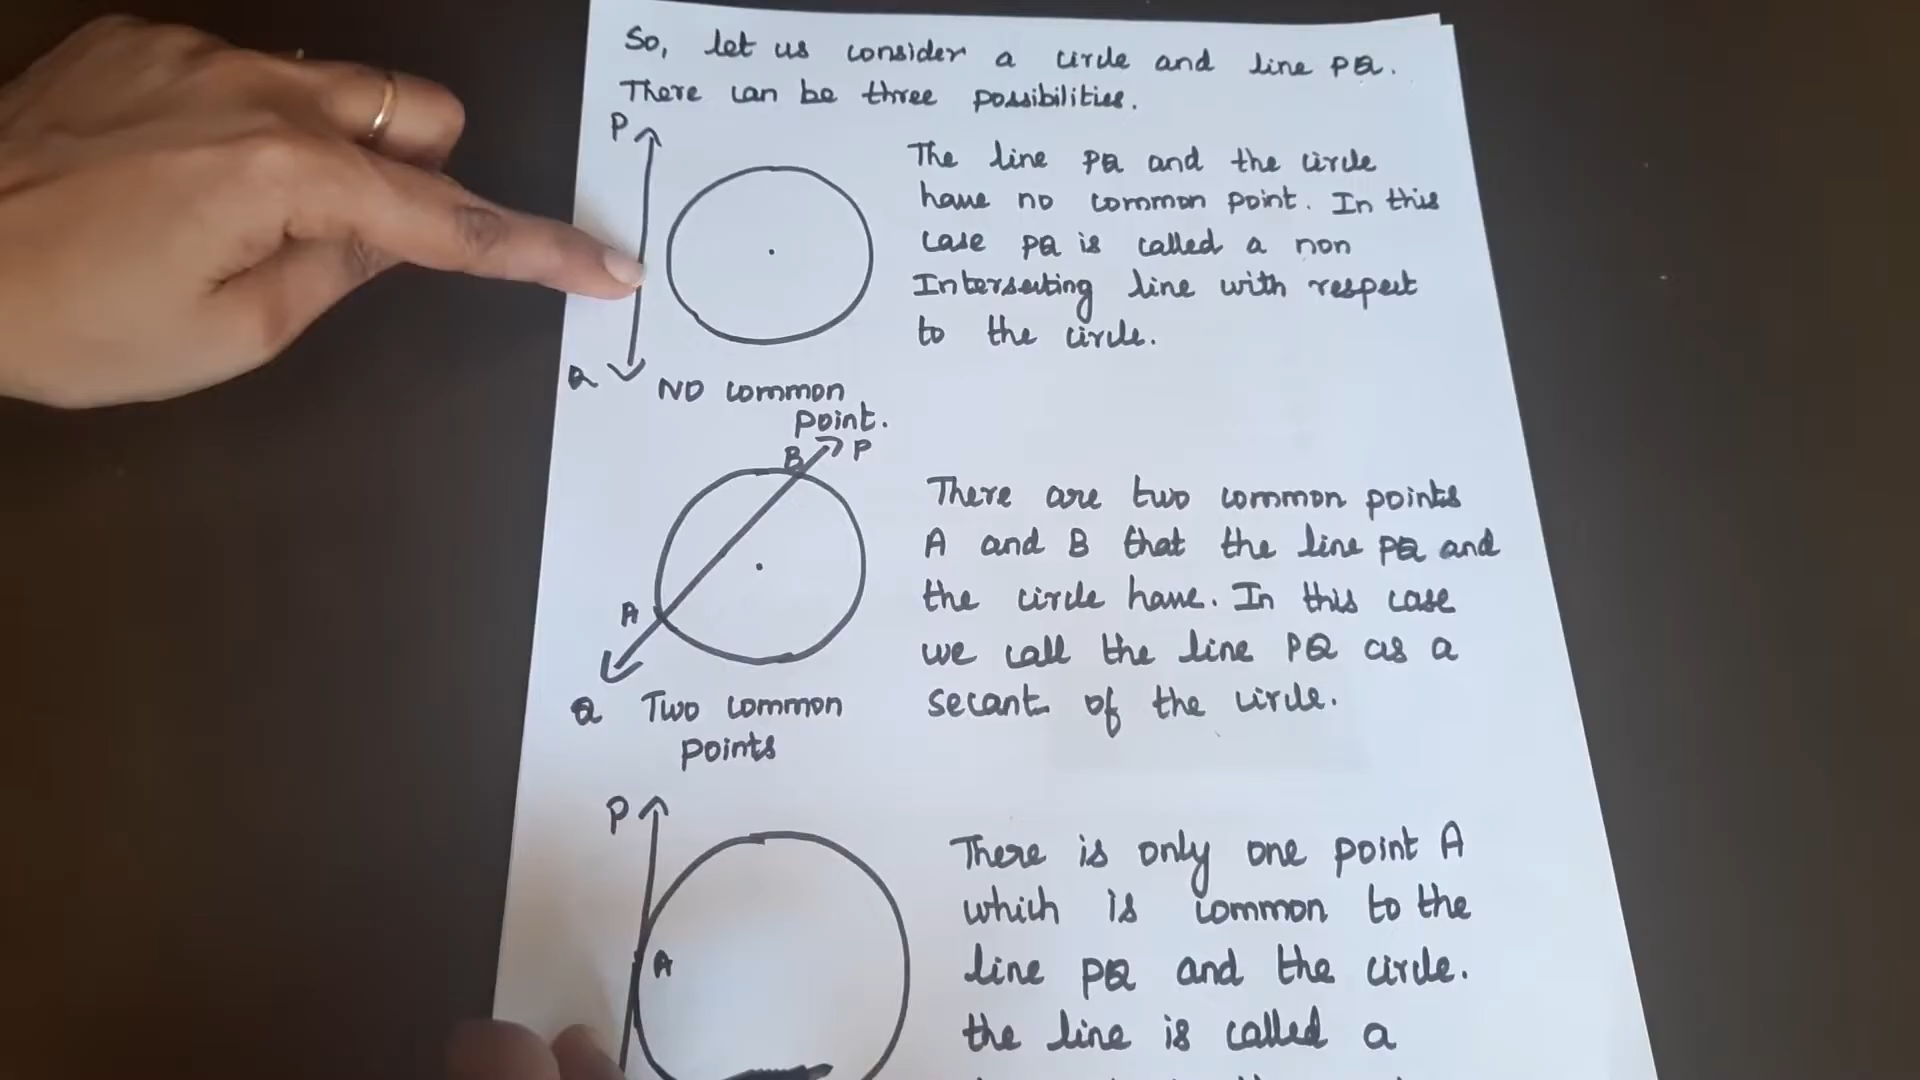 So, let us consider a circle and line PQ.
There can be three possibilities.
P
The line PQ and the circle
have no common point. In this
case PQ is called a non
Intersecting line with respect
to the circle.
Q
NO common
point.
B
P
A
Q
Two common
points
There are two common points
A and B that the line PQ and
the circle have. In this case
we call the line PQ as a
secant of the circle.
P
A
There is only one point A
which is common to the
line PQ and the circle.
the line is called a